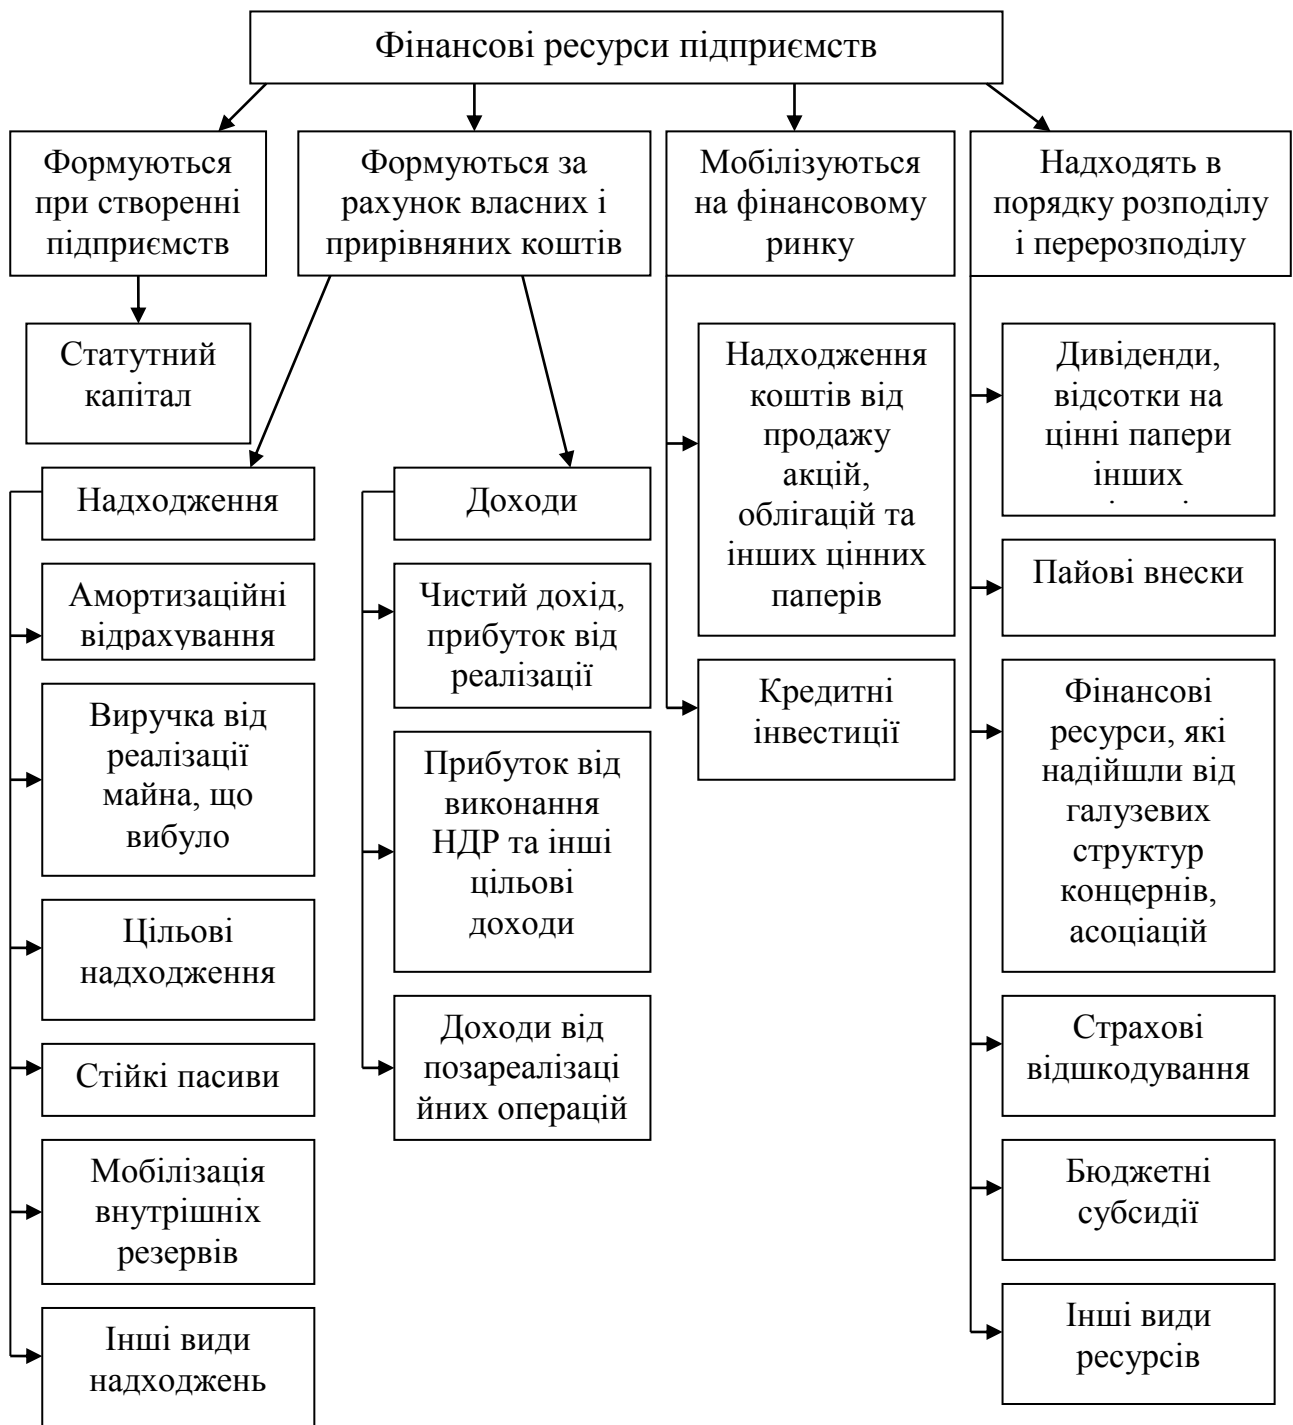 Фінансові ресурси підприємств
Формуються
при створенні
підприємств
Формуються за
рахунок власних і
прирівняних коштів
Мобілізуються
на фінансовому
ринку
Надходять в
порядку розподілу
і перерозподілу
Статутний
капітал
Надходження
Амортизаційні
відрахування
Виручка від
реалізації
майна, що
вибуло
Цільові
надходження
Стійкі пасиви
Мобілізація
внутрішніх
резервів
Інші види
надходжень
Доходи
Чистий дохід,
прибуток від
реалізації
Прибуток від
виконання
НДР та інші
цільові
доходи
Доходи від
позареалізаці
йних операцій
Надходження
коштів від
продажу
акцій,
облігацій та
інших цінних
паперів
Кредитні
інвестиції
Дивіденди,
відсотки на
цінні папери
інших
Пайові внески
Фінансові
ресурси, які
надійшли від
галузевих
структур
концернів,
асоціацій
Страхові
відшкодування
Бюджетні
субсидії
Інші види
ресурсів